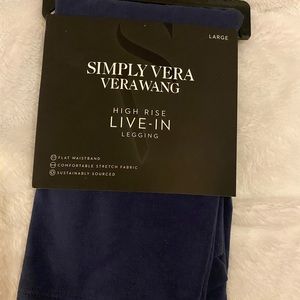 LARGE
SIMPLY VERA
VERAWANG
HIGH RISE
LIVE-IN
LEGGING
FLAT WAISTBAND
COMFORTABLE STRETCH FABRIC
SUSTAINABLY SOURCED